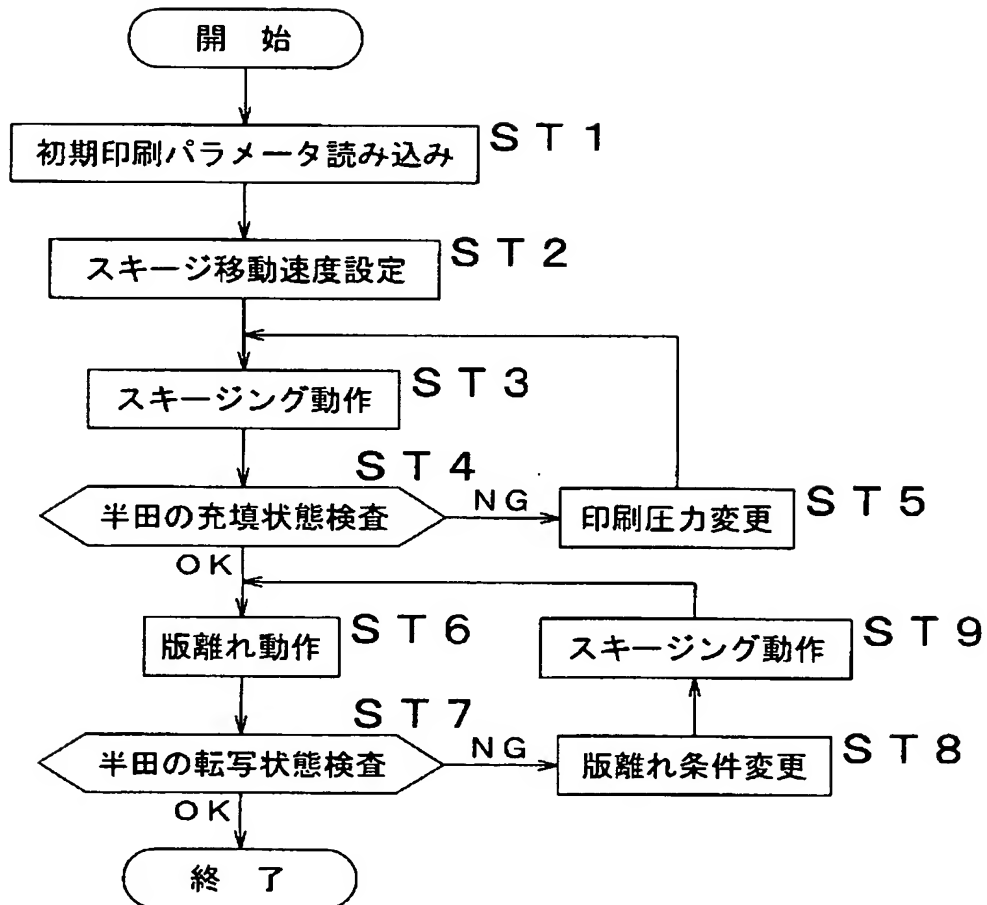 開 始
初期印刷パラメータ読み込み
ST1
スキージ移動速度設定
ST2
スキージング動作
ST3
半田の充填状態検査
ST4
NG
印刷圧力変更
ST5
OK
版離れ動作
ST6
スキージング動作
ST9
半田の転写状態検査
ST7
NG
版離れ条件変更
ST8
OK
終 了